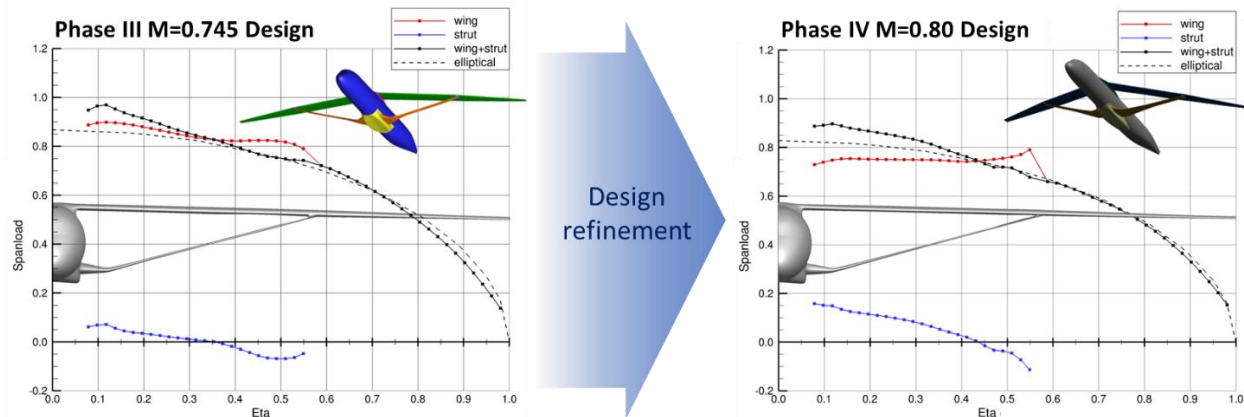 Phase III M=0.745 Design
wing
strut
wing+strut
elliptical
1.2
1.0
0.8
0.6
0.4
0.2
0.0
-0.2
Spanload
0.0 0.1 0.2 0.3 0.4 0.5 0.6 0.7 0.8 0.9 1.0
Eta
Design
refinement
Phase IV M=0.80 Design
wing
strut
wing+strut
elliptical
1.2
1.0
0.8
0.6
0.4
0.2
0.0
-0.2
Spanload
0.0 0.1 0.2 0.3 0.4 0.5 0.6 0.7 0.8 0.9 1.0
Eta